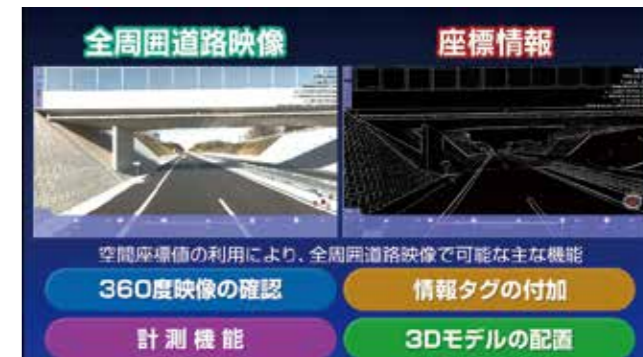 全周囲道路映像
座標情報
空間座標値の利用により、全周囲道路映像で可能な主な機能
360度映像の確認
情報タグの付加
計測機能
3Dモデルの配置